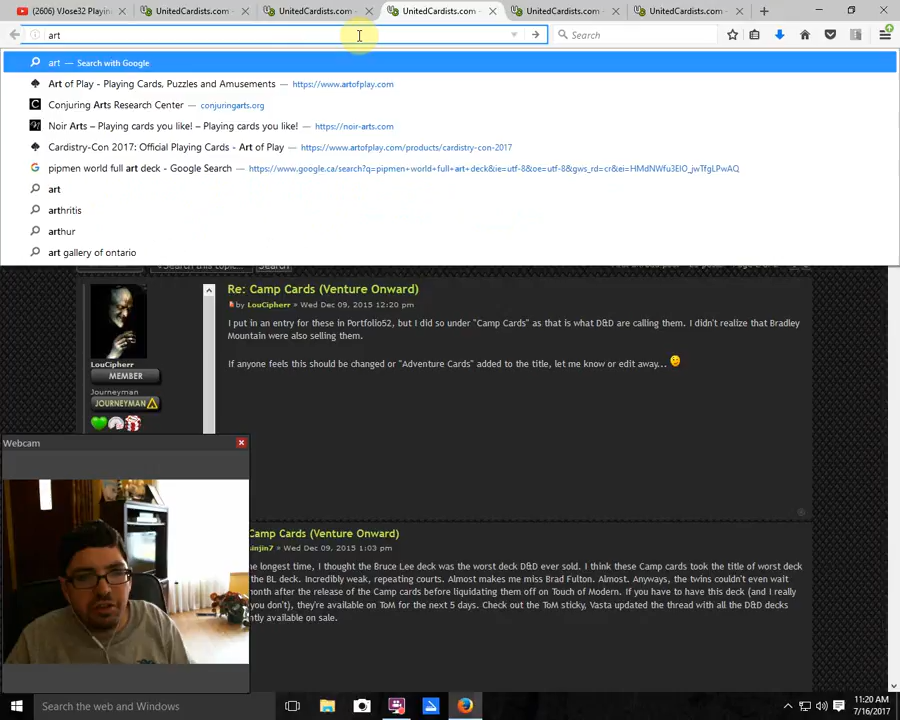 (2606) VJose32 Playin
UnitedCardists.com -
UnitedCardists.com -
UnitedCardists.com -
UnitedCardists.com -
UnitedCardists.com -
art
Search
art — Search with Google
Art of Play - Playing Cards, Puzzles and Amusements — https://www.artofplay.com
Conjuring Arts Research Center — conjuringarts.org
Noir Arts – Playing cards you like! – Playing cards you like! — https://noir-arts.com
Cardistry-Con 2017: Official Playing Cards - Art of Play — https://www.artofplay.com/products/cardistry-con-2017
pipmen world full art deck - Google Search — https://www.google.ca/search?q=pipmen+world+full+art+deck&ie=utf-8&oe=utf-8&gws_rd=cr&ei=HMdNWfu3EIO_jwTfgLPwAQ
art
arthritis
arthur
art gallery of ontario
Search this topic...
Search
Re: Camp Cards (Venture Onward)
by LouCipherr » Wed Dec 09, 2015 12:20 pm
I put in an entry for these in Portfolio52, but I did so under "Camp Cards" as that is what D&D are calling them. I didn't realize that Bradley
Mountain were also selling them.
If anyone feels this should be changed or "Adventure Cards" added to the title, let me know or edit away...
LouCipherr
MEMBER
Journeyman
JOURNEYMAN
Webcam
Camp Cards (Venture Onward)
injin7 » Wed Dec 09, 2015 1:03 pm
e longest time, I thought the Bruce Lee deck was the worst deck D&D ever sold. I think these Camp cards took the title of worst deck
the BL deck. Incredibly weak, repeating courts. Almost makes me miss Brad Fulton. Almost. Anyways, the twins couldn't even wait
month after the release of the Camp cards before liquidating them off on Touch of Modern. If you have to have this deck (and I really
you don't), they're available on ToM for the next 5 days. Check out the ToM sticky, Vasta updated the thread with all the D&D decks
ntly available on sale.
Search the web and Windows
11:20 AM
7/16/2017